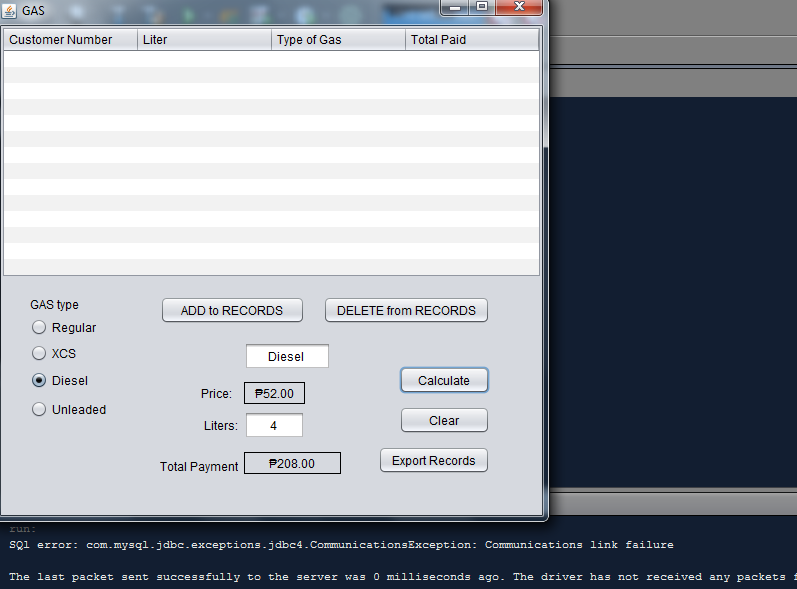 GAS
Customer Number Liter Type of Gas Total Paid
GAS type
ADD to RECORDS DELETE from RECORDS
Regular
XCS
Diesel
Diesel
Calculate
Price: ₱52.00
Unleaded
Liters: 4
Clear
Total Payment ₱208.00
Export Records
run:
SQl error: com.mysql.jdbc.exceptions.jdbc4.CommunicationsException: Communications link failure
The last packet sent successfully to the server was 0 milliseconds ago. The driver has not received any packets f